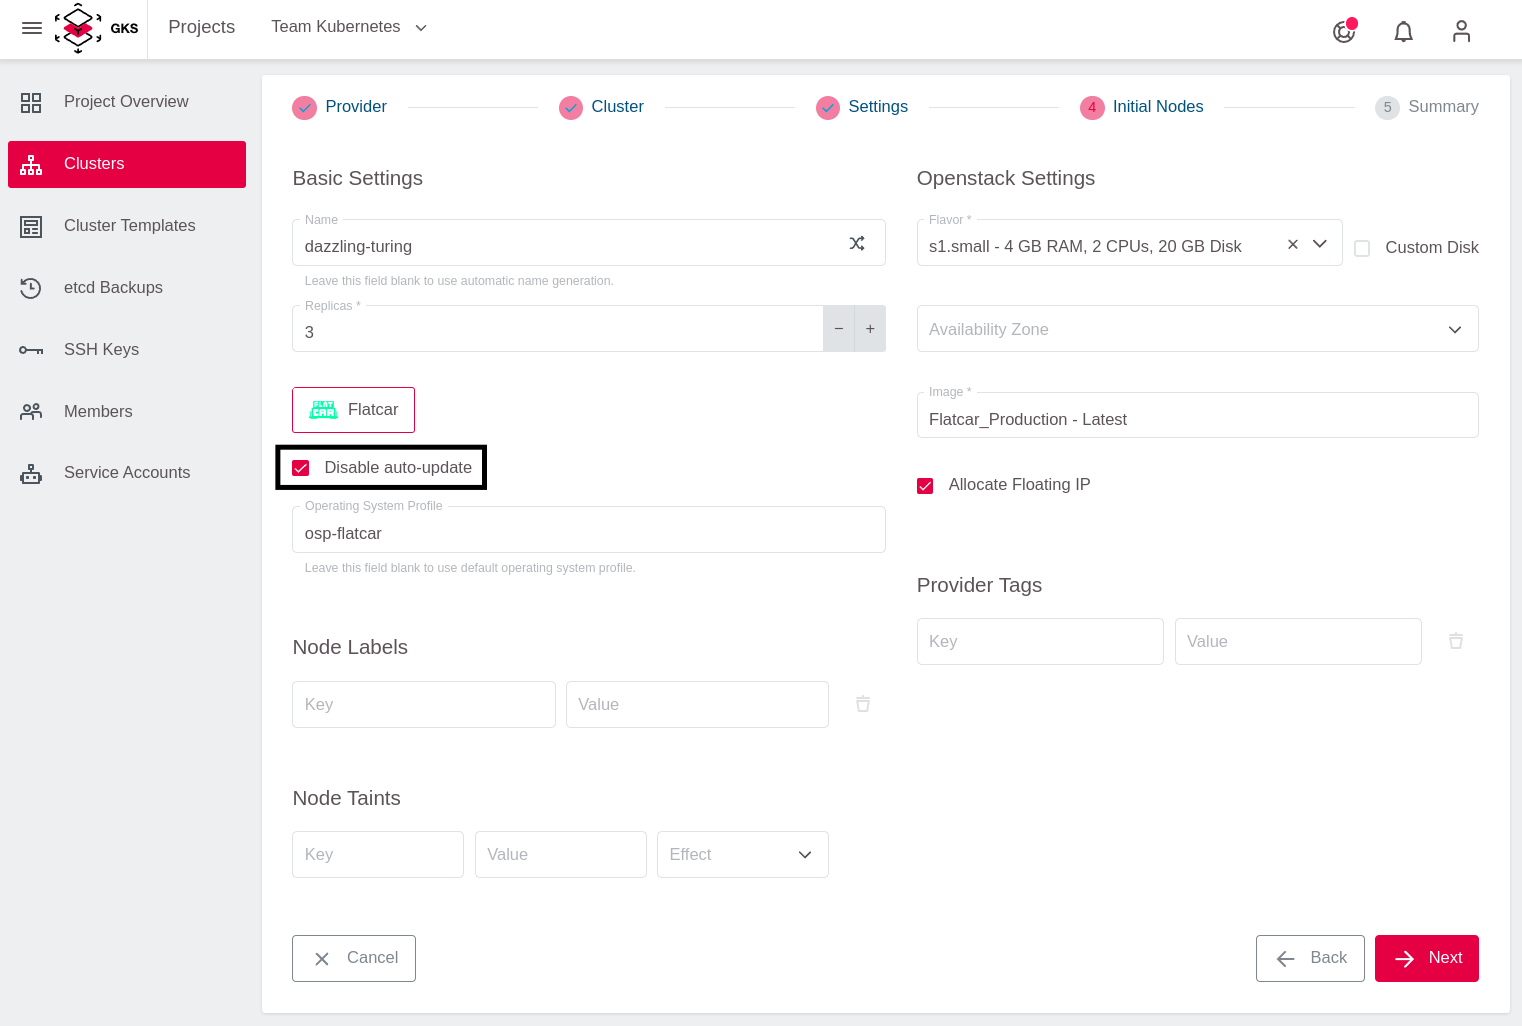 GKS
Projects
Team Kubernetes
Project Overview
Clusters
Cluster Templates
etcd Backups
SSH Keys
Members
Service Accounts
Provider
Cluster
Settings
4 Initial Nodes
5 Summary
Basic Settings
Name
dazzling-turing
Leave this field blank to use automatic name generation.
Replicas *
3
− +
FLAT
CAR
Flatcar
Disable auto-update
Operating System Profile
osp-flatcar
Leave this field blank to use default operating system profile.
Node Labels
Key
Value
Node Taints
Key
Value
Effect
Openstack Settings
Flavor *
s1.small - 4 GB RAM, 2 CPUs, 20 GB Disk
Custom Disk
Availability Zone
Image *
Flatcar_Production - Latest
Allocate Floating IP
Provider Tags
Key
Value
Cancel
Back
Next